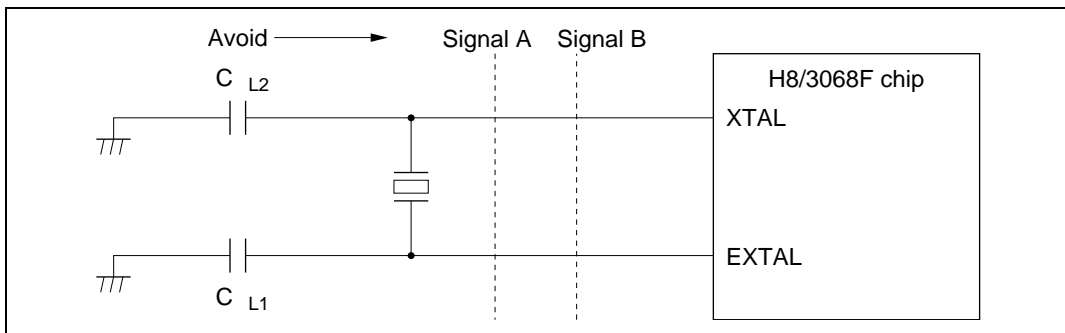 Avoid
Signal A
Signal B
C L2
H8/3068F chip
XTAL
EXTAL
C L1